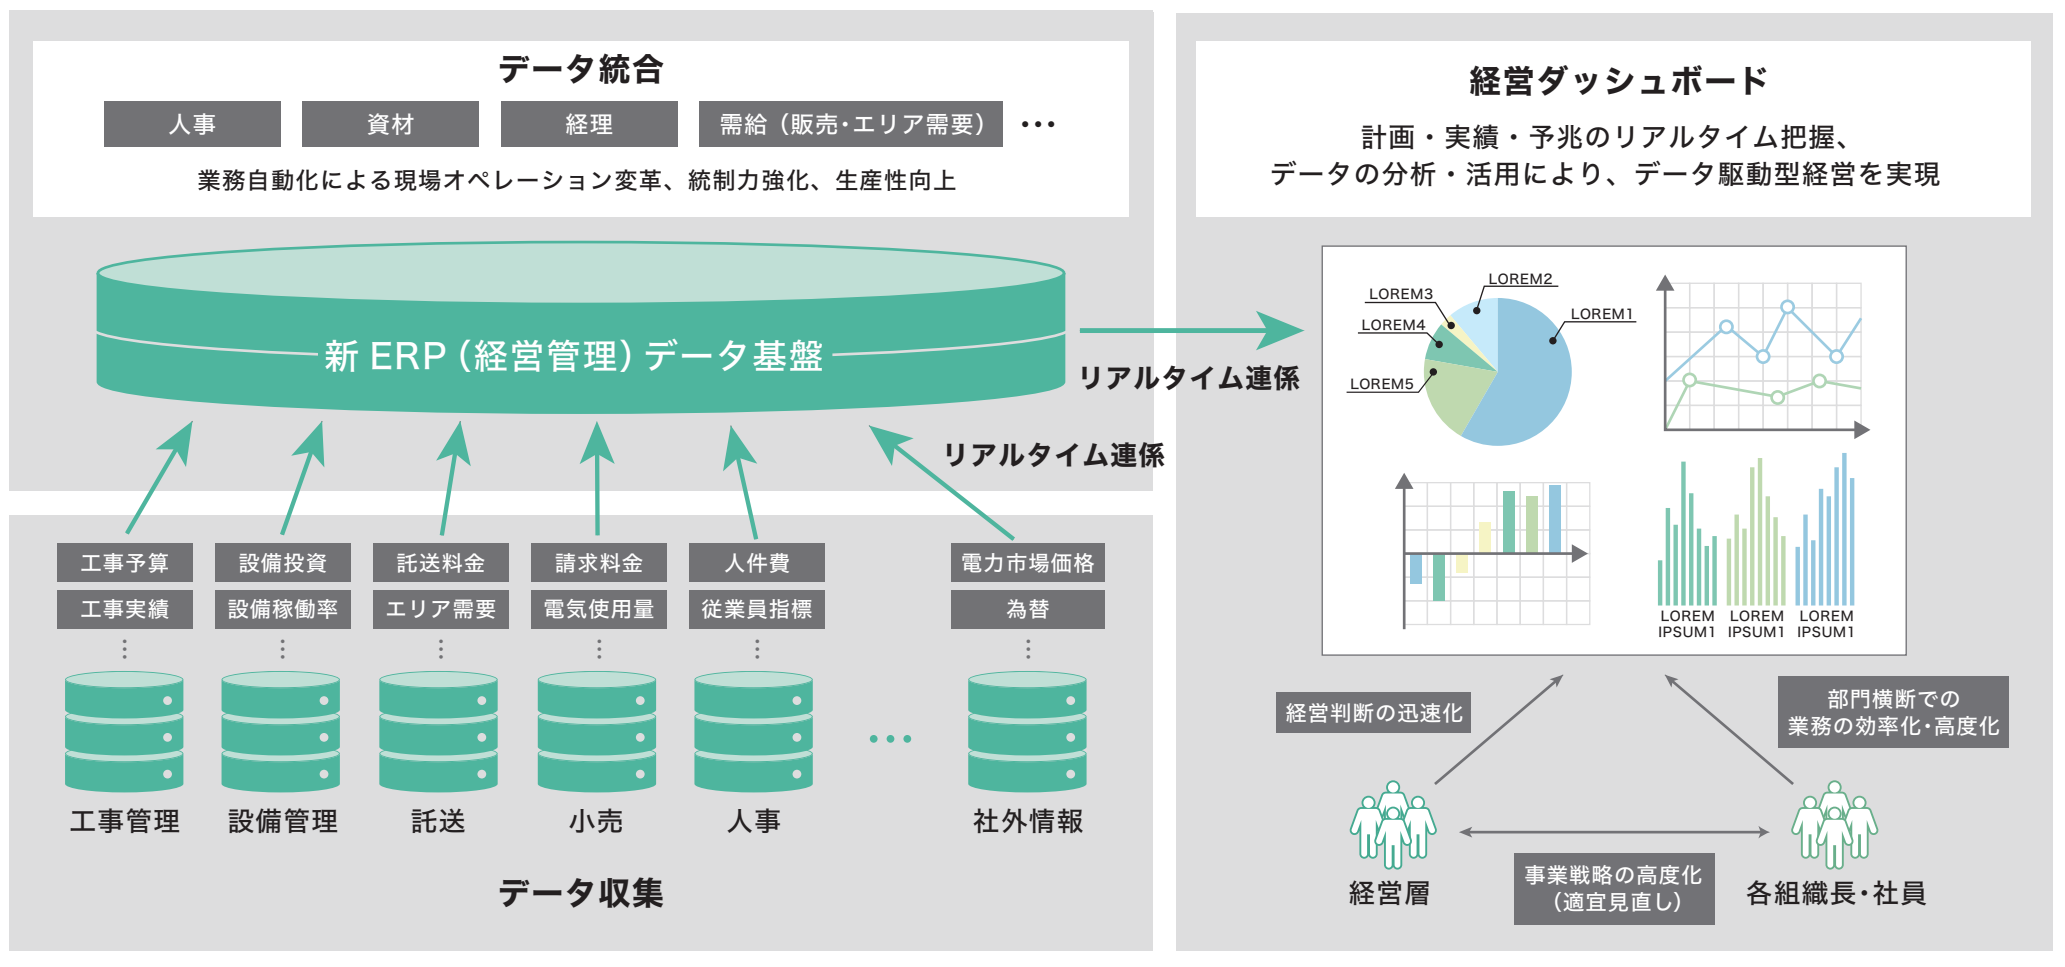 データ統合
人事
資材
経理
需給（販売・エリア需要）
…
業務自動化による現場オペレーション変革、統制力強化、生産性向上
新 ERP（経営管理）データ基盤
リアルタイム連係
リアルタイム連係
工事予算
設備投資
託送料金
請求料金
人件費
電力市場価格
工事実績
設備稼働率
エリア需要
電気使用量
従業員指標
為替
工事管理
設備管理
託送
小売
人事
…
社外情報
データ収集
経営ダッシュボード
計画・実績・予兆のリアルタイム把握、
データの分析・活用により、データ駆動型経営を実現
LOREM2
LOREM3
LOREM1
LOREM4
LOREM5
LOREM
IPSUM1
LOREM
IPSUM1
LOREM
IPSUM1
経営判断の迅速化
部門横断での
業務の効率化・高度化
事業戦略の高度化
（適宜見直し）
経営層
各組織長・社員